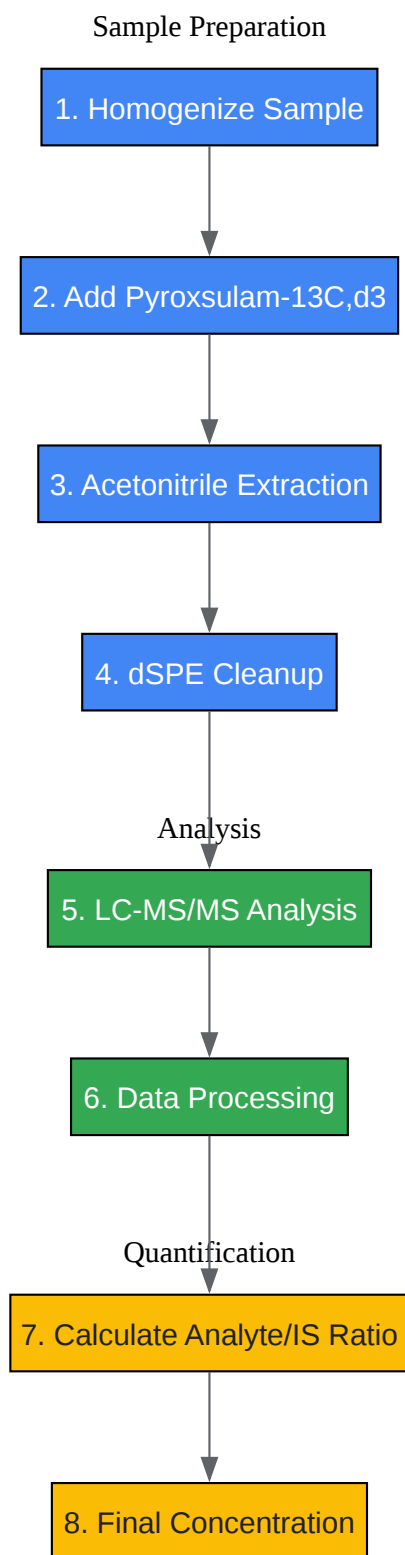 Sample Preparation
1. Homogenize Sample
2. Add Pyroxsulam-13C,d3
3. Acetonitrile Extraction
4. dSPE Cleanup
Analysis
5. LC-MS/MS Analysis
6. Data Processing
Quantification
7. Calculate Analyte/IS Ratio
8. Final Concentration